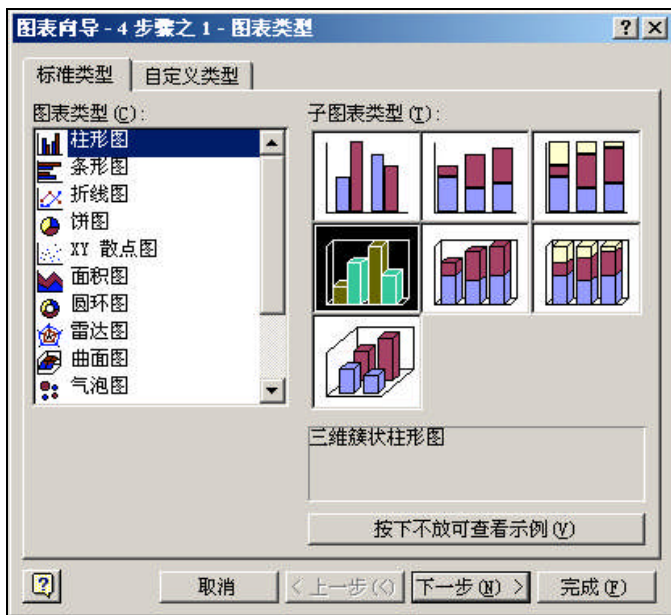 图表向导 - 4 步骤之 1 - 图表类型
标准类型 自定义类型
图表类型(C):
柱形图
条形图
折线图
饼图
XY 散点图
面积图
圆环图
雷达图
曲面图
气泡图
子图表类型(T):
三维簇状柱形图
按下不放可查看示例(V)
取消 < 上一步(<) 下一步(N) > 完成(F)